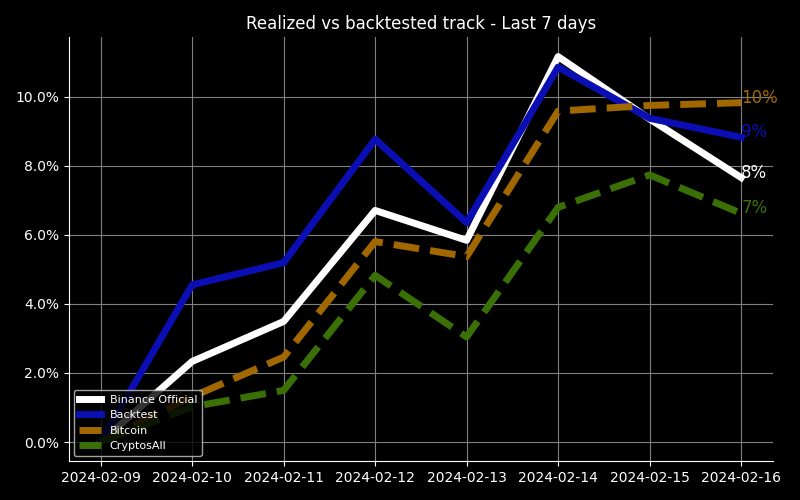 Realized vs backtested track - Last 7 days
10.0%
8.0%
6.0%
4.0%
2.0%
0.0%
10%
9%
8%
7%
Binance Official
Backtest
Bitcoin
CryptosAll
2024-02-09 2024-02-10 2024-02-11 2024-02-12 2024-02-13 2024-02-14 2024-02-15 2024-02-16